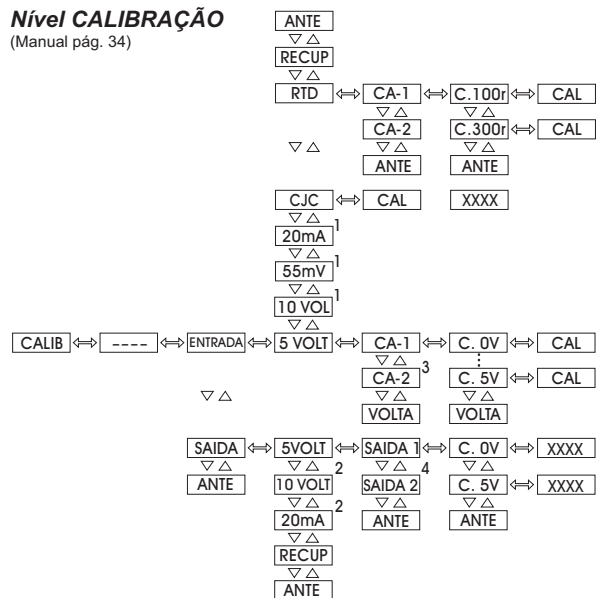 Nível CALIBRAÇÃO
(Manual pág. 34)
ANTE
RECUP
RTD CA-1 C.100r CAL
CA-2 C.300r CAL
ANTE ANTE
CJC CAL XXXX
20mA 1
55mV 1
10 VOL 1
CALIB ---- ENTRADA 5 VOLT CA-1 C. 0V CAL
CA-2 3 C. 5V CAL
VOLTA VOLTA
SAIDA 5VOLT SAIDA 1 C. 0V XXXX
ANTE 10 VOLT 2 SAIDA 2 4 C. 5V XXXX
20mA 2 ANTE ANTE
RECUP
ANTE